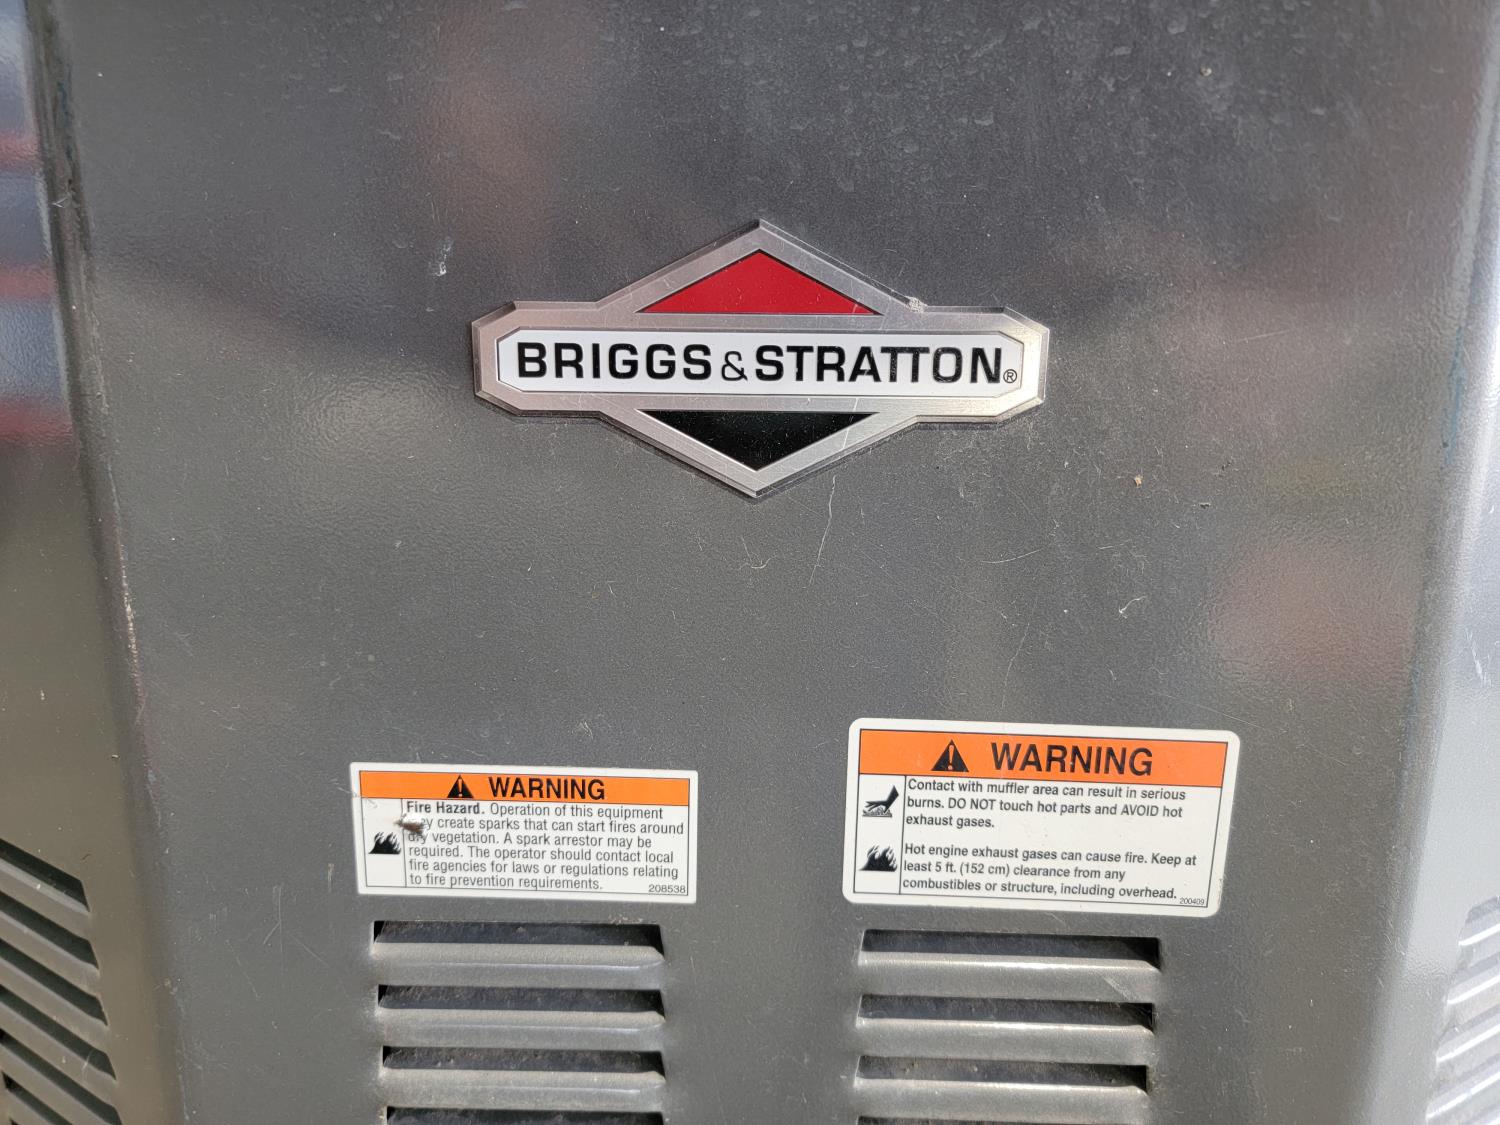 BRIGGS & STRATTON®
WARNING
Fire Hazard. Operation of this equipment
create sparks that can start fires around
dry vegetation. A spark arrestor may be
required. The operator should contact local
fire agencies for laws or regulations relating
to fire prevention requirements.
208538
WARNING
Contact with muffler area can result in serious
burns. DO NOT touch hot parts and AVOID hot
exhaust gases.
Hot engine exhaust gases can cause fire. Keep at
least 5 ft. (152 cm) clearance from any
combustibles or structure, including overhead.
200409